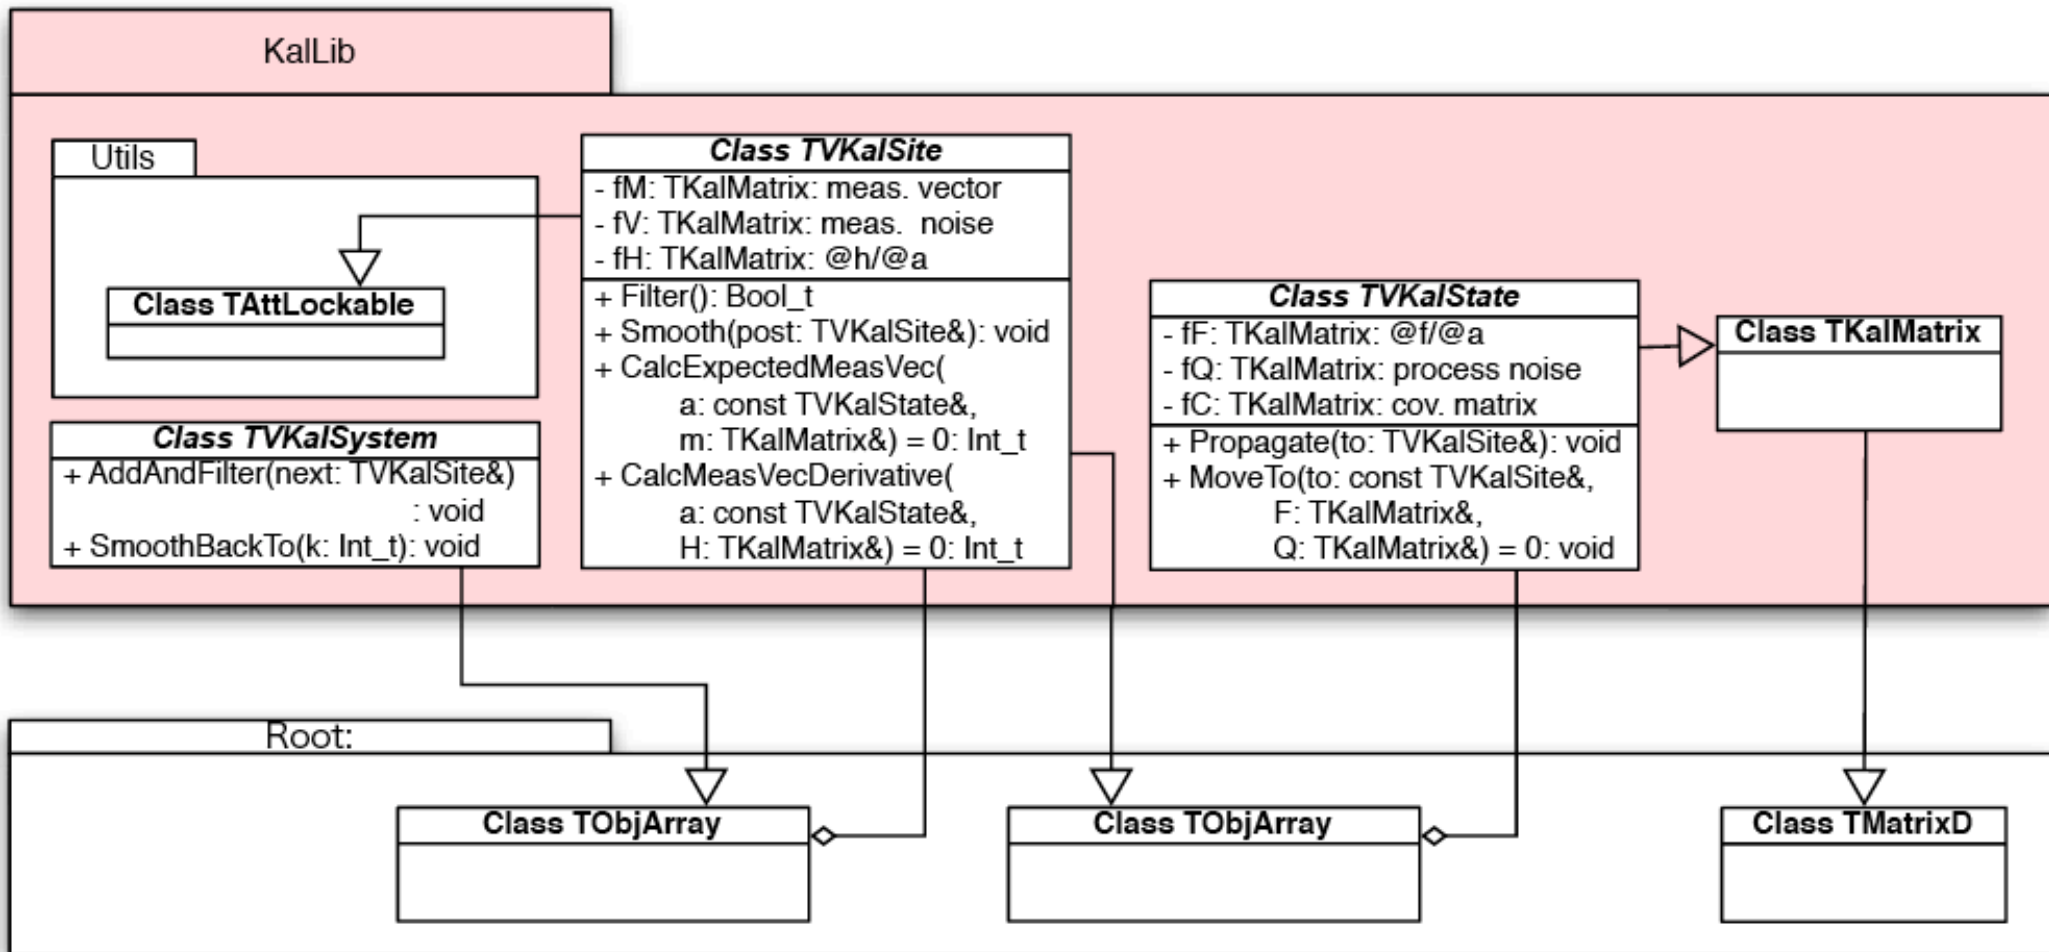 KalLib
Utils
Class TAttLockable
Class TVKalSystem
+ AddAndFilter(next: TVKalSite&)
: void
+ SmoothBackTo(k: Int_t): void
Class TVKalSite
- fM: TKalMatrix: meas. vector
- fV: TKalMatrix: meas.  noise
- fH: TKalMatrix: @h/@a
+ Filter(): Bool_t
+ Smooth(post: TVKalSite&): void
+ CalcExpectedMeasVec(
a: const TVKalState&,
m: TKalMatrix&) = 0: Int_t
+ CalcMeasVecDerivative(
a: const TVKalState&,
H: TKalMatrix&) = 0: Int_t
Class TVKalState
- fF: TKalMatrix: @f/@a
- fQ: TKalMatrix: process noise
- fC: TKalMatrix: cov. matrix
+ Propagate(to: TVKalSite&): void
+ MoveTo(to: const TVKalSite&,
F: TKalMatrix&,
Q: TKalMatrix&) = 0: void
Class TKalMatrix
Root:
Class TObjArray
Class TObjArray
Class TMatrixD